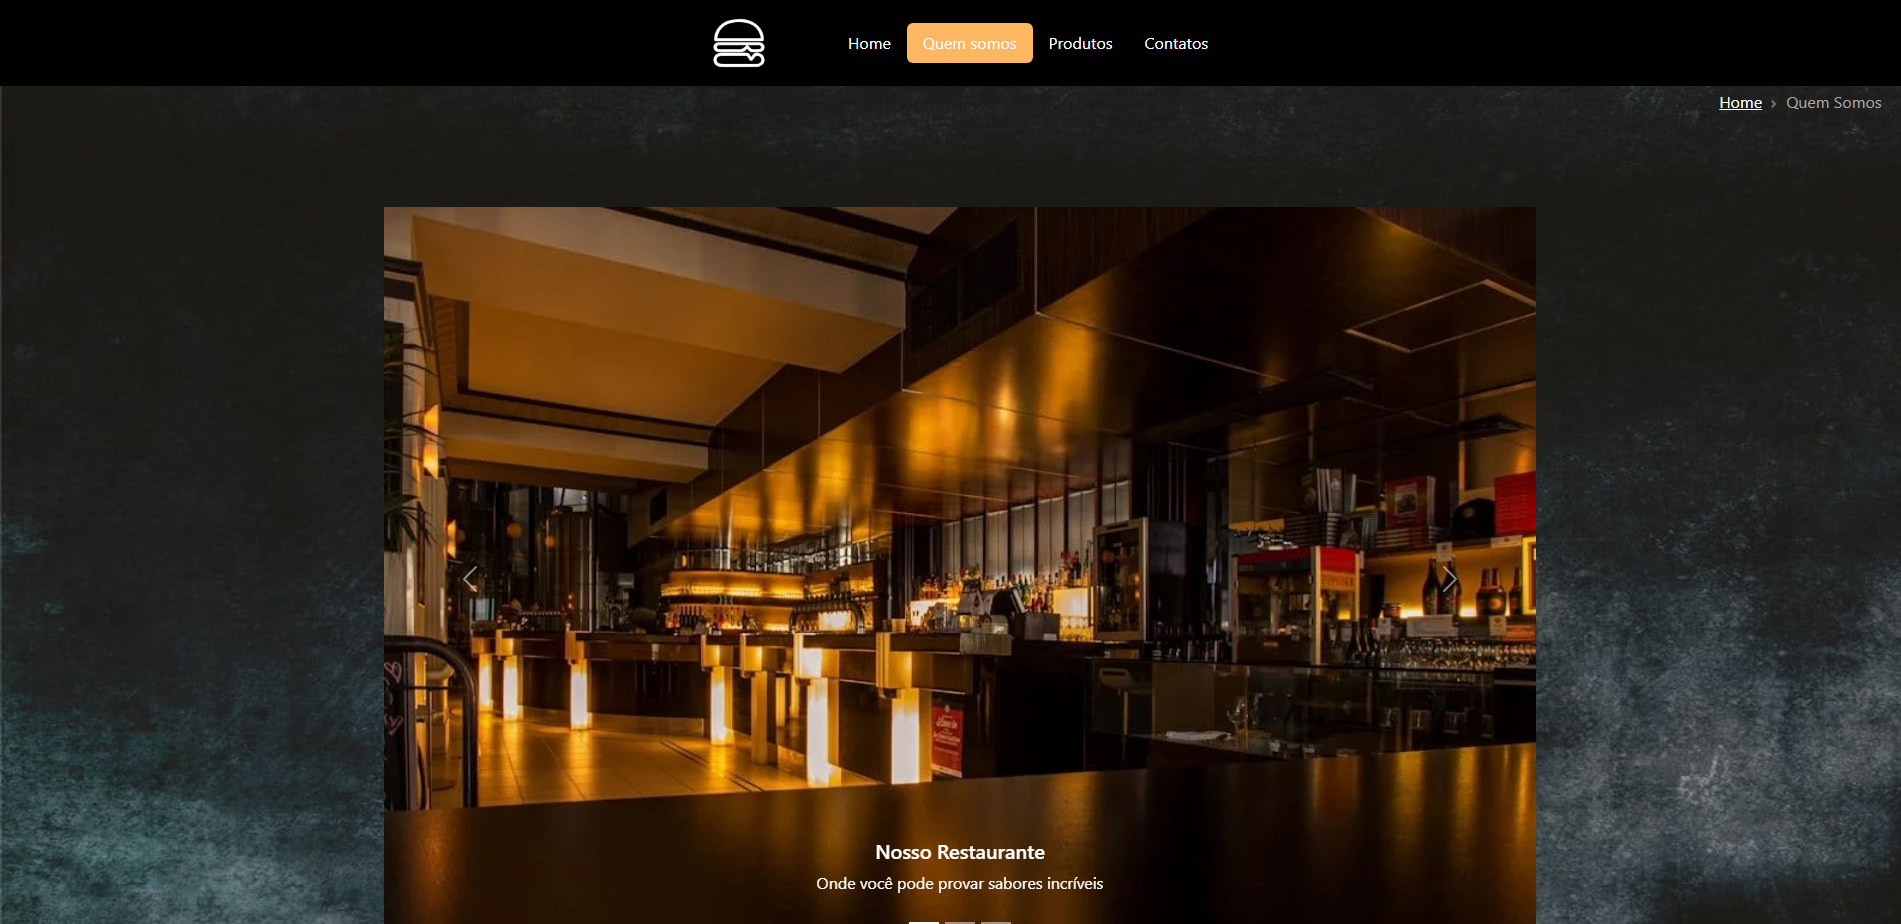 Home Quem somos Produtos Contatos
Home › Quem Somos
Nosso Restaurante
Onde você pode provar sabores incríveis